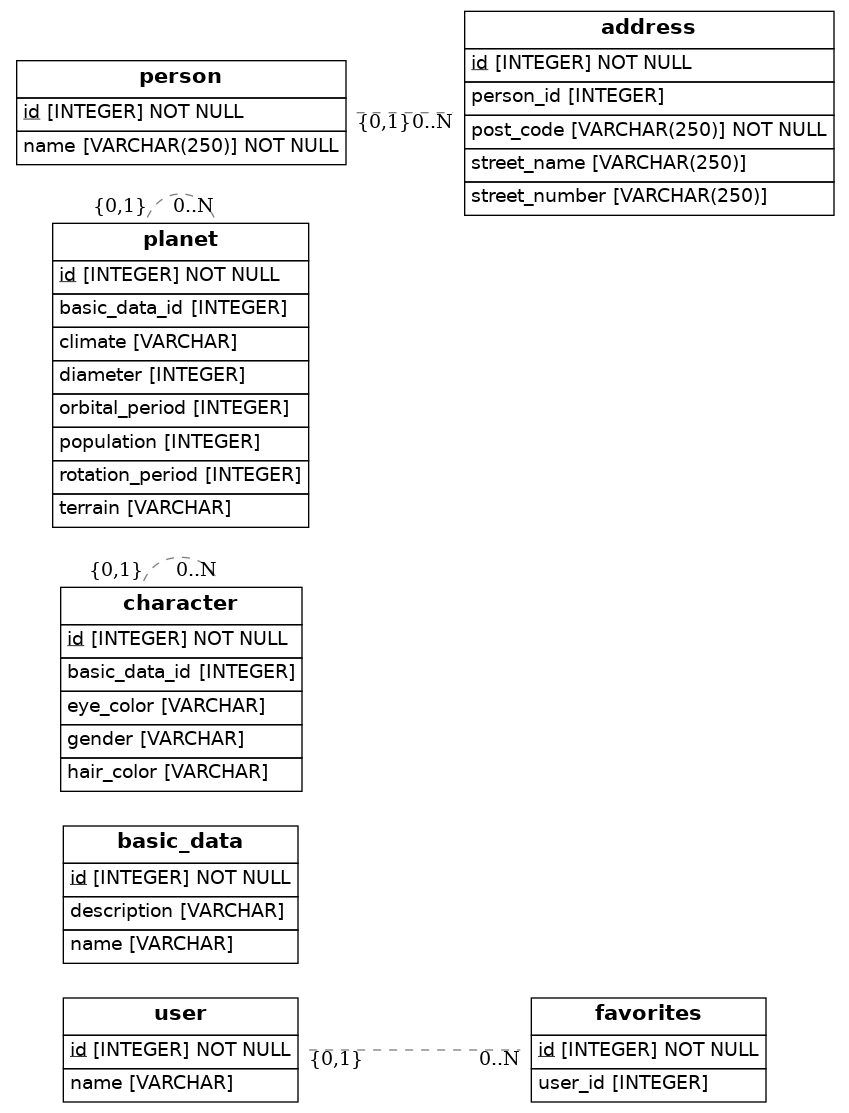 person
id [INTEGER] NOT NULL
name [VARCHAR(250)] NOT NULL
{0,1} 0..N
address
id [INTEGER] NOT NULL
person_id [INTEGER]
post_code [VARCHAR(250)] NOT NULL
street_name [VARCHAR(250)]
street_number [VARCHAR(250)]
{0,1} 0..N
planet
id [INTEGER] NOT NULL
basic_data_id [INTEGER]
climate [VARCHAR]
diameter [INTEGER]
orbital_period [INTEGER]
population [INTEGER]
rotation_period [INTEGER]
terrain [VARCHAR]
{0,1} 0..N
character
id [INTEGER] NOT NULL
basic_data_id [INTEGER]
eye_color [VARCHAR]
gender [VARCHAR]
hair_color [VARCHAR]
basic_data
id [INTEGER] NOT NULL
description [VARCHAR]
name [VARCHAR]
user
id [INTEGER] NOT NULL
name [VARCHAR]
{0,1} 0..N
favorites
id [INTEGER] NOT NULL
user_id [INTEGER]